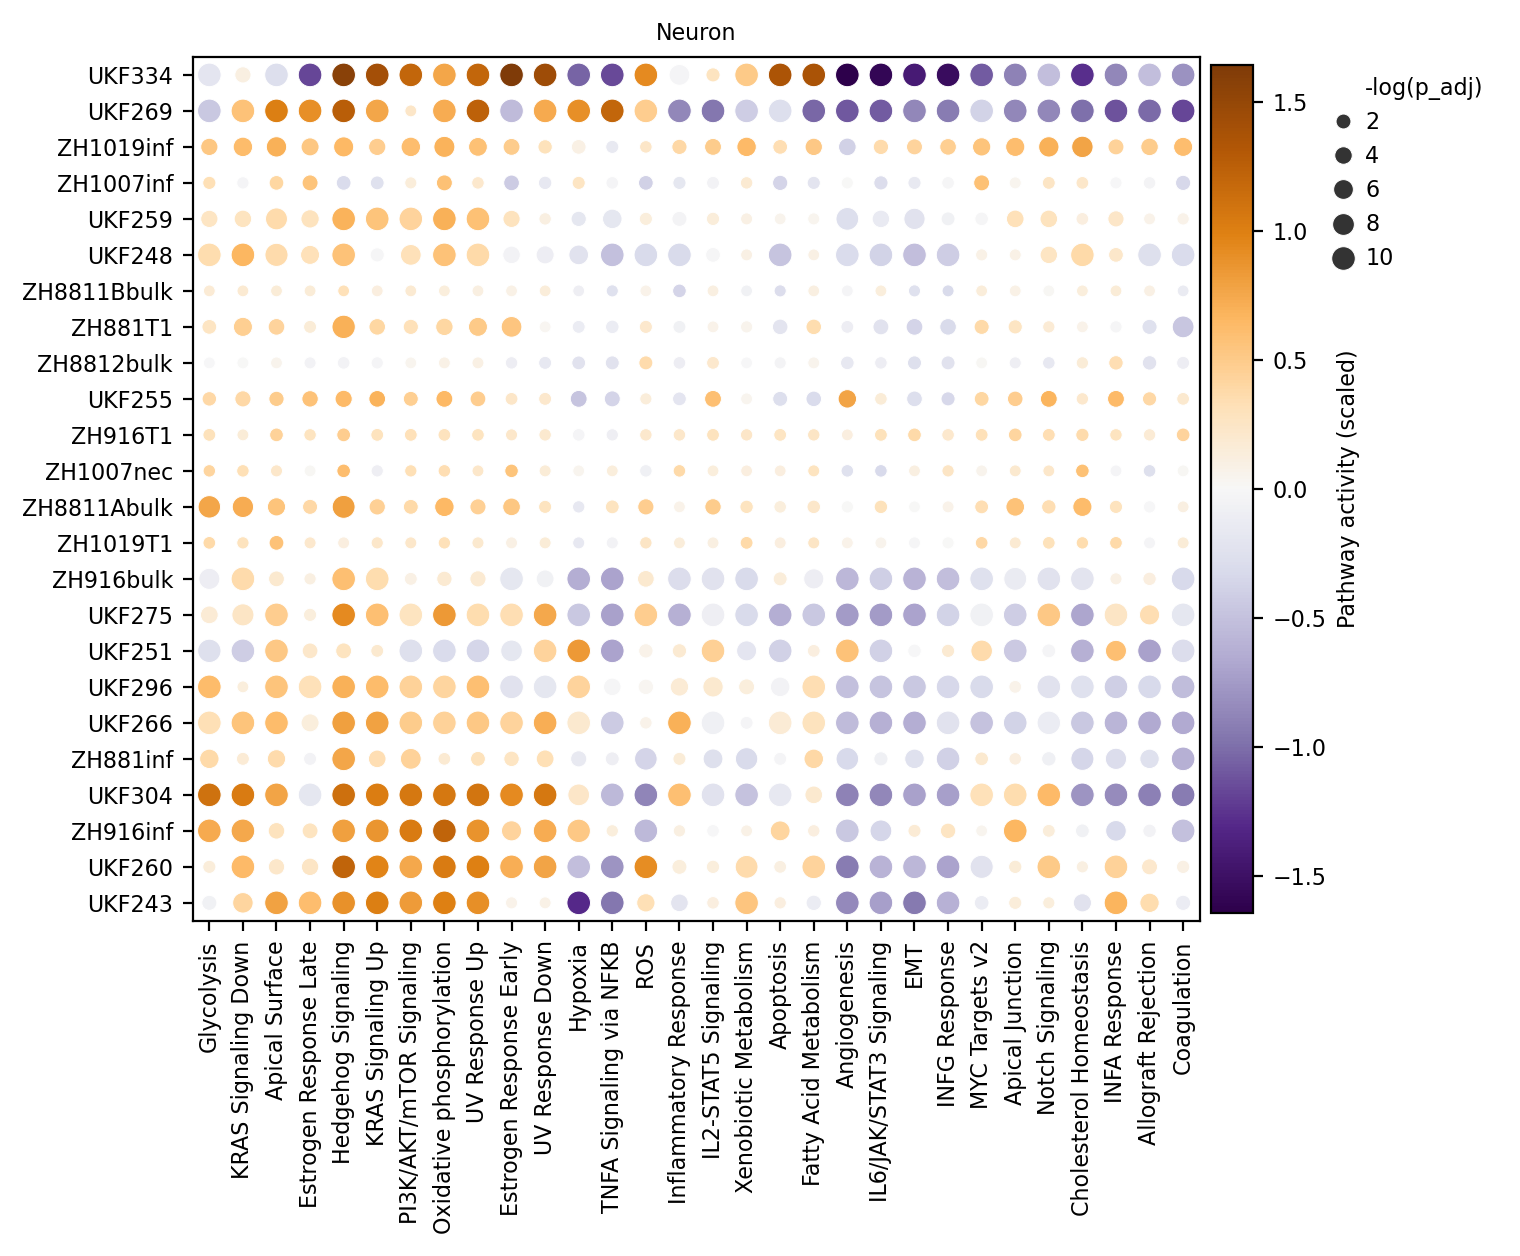 Neuron
UKF334
UKF269
ZH1019inf
ZH1007inf
UKF259
UKF248
ZH8811Bbulk
ZH881T1
ZH8812bulk
UKF255
ZH916T1
ZH1007nec
ZH8811Abulk
ZH1019T1
ZH916bulk
UKF275
UKF251
UKF296
UKF266
ZH881inf
UKF304
ZH916inf
UKF260
UKF243
Glycolysis
KRAS Signaling Down
Apical Surface
Estrogen Response Late
Hedgehog Signaling
KRAS Signaling Up
PI3K/AKT/mTOR Signaling
Oxidative phosphorylation
UV Response Up
Estrogen Response Early
UV Response Down
Hypoxia
TNFA Signaling via NFKB
ROS
Inflammatory Response
IL2-STAT5 Signaling
Xenobiotic Metabolism
Apoptosis
Fatty Acid Metabolism
Angiogenesis
IL6/JAK/STAT3 Signaling
EMT
INFG Response
MYC Targets v2
Apical Junction
Notch Signaling
Cholesterol Homeostasis
INFA Response
Allograft Rejection
Coagulation
1.5
1.0
0.5
0.0
−0.5
−1.0
−1.5
Pathway activity (scaled)
-log(p_adj)
2
4
6
8
10